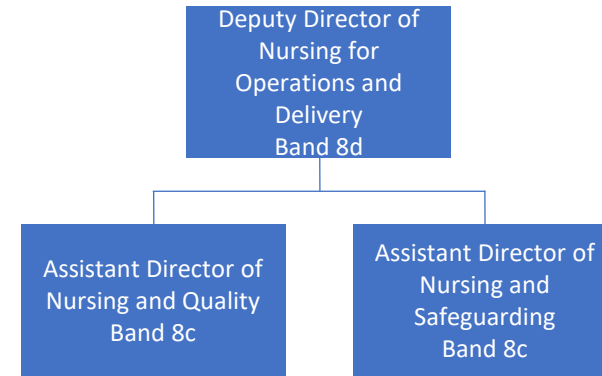 Deputy Director of
Nursing for
Operations and
Delivery
Band 8d
Assistant Director of
Nursing and Quality
Band 8c
Assistant Director of
Nursing and
Safeguarding
Band 8c